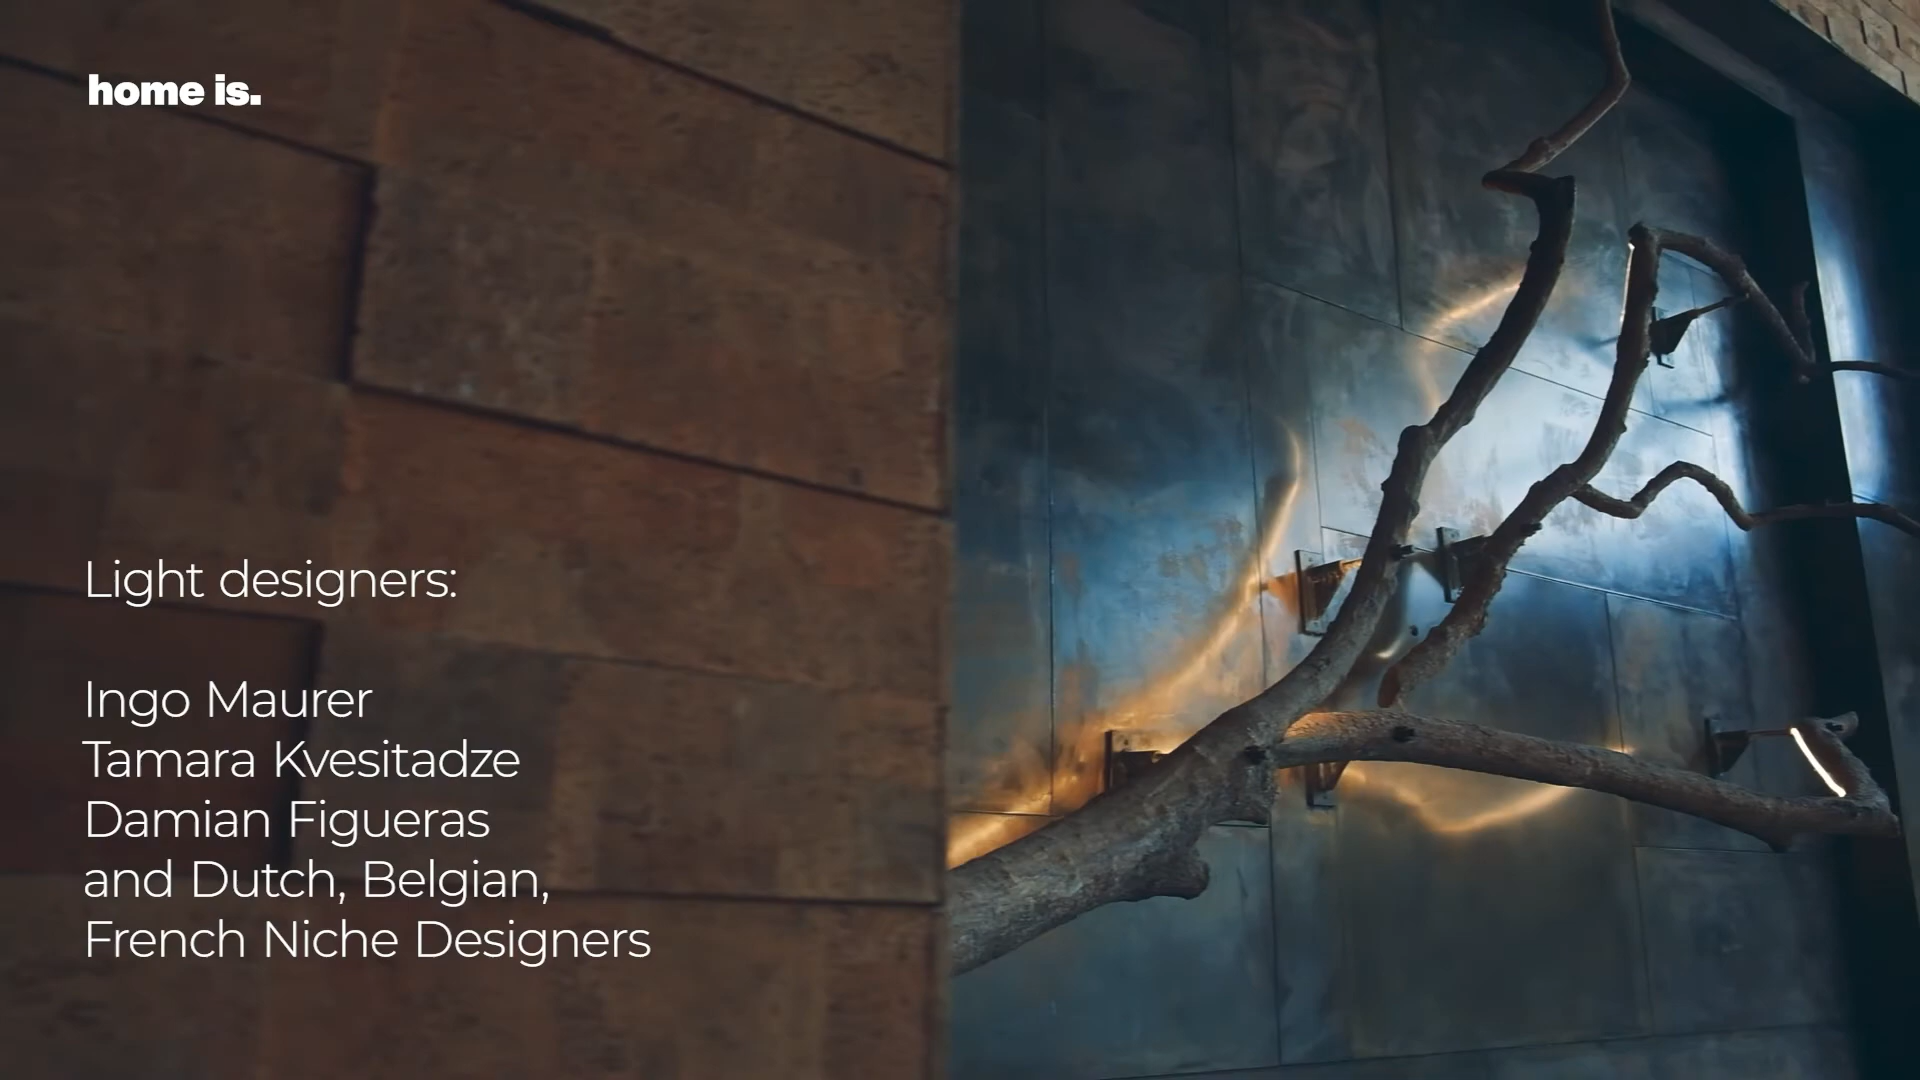 home is.
Light designers:
Ingo Maurer
Tamara Kvesitadze
Damian Figueras
and Dutch, Belgian,
French Niche Designers